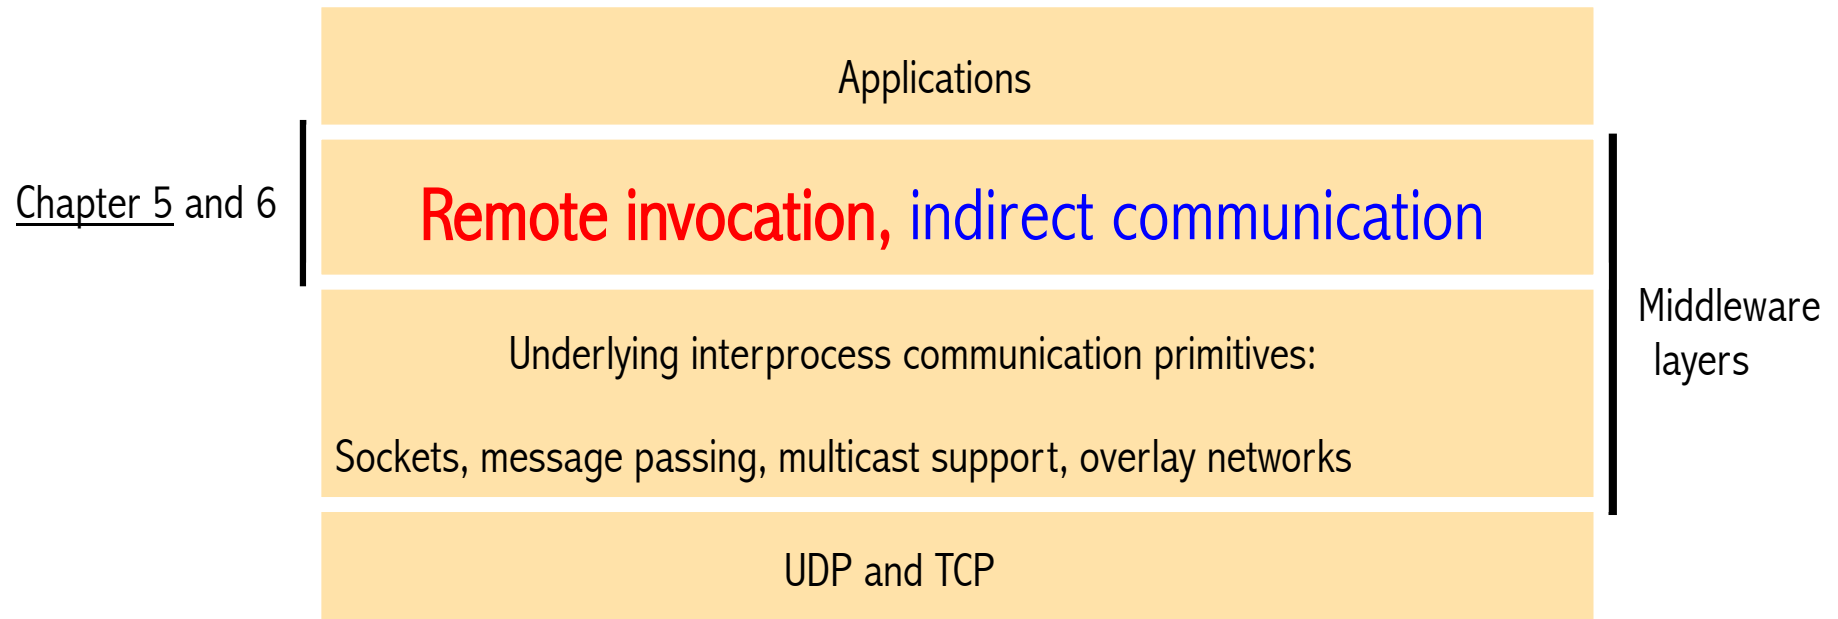 Applications
Chapter 5 and 6
Remote invocation, indirect communication
Middleware
layers
Underlying interprocess communication primitives:
Sockets, message passing, multicast support, overlay networks
UDP and TCP